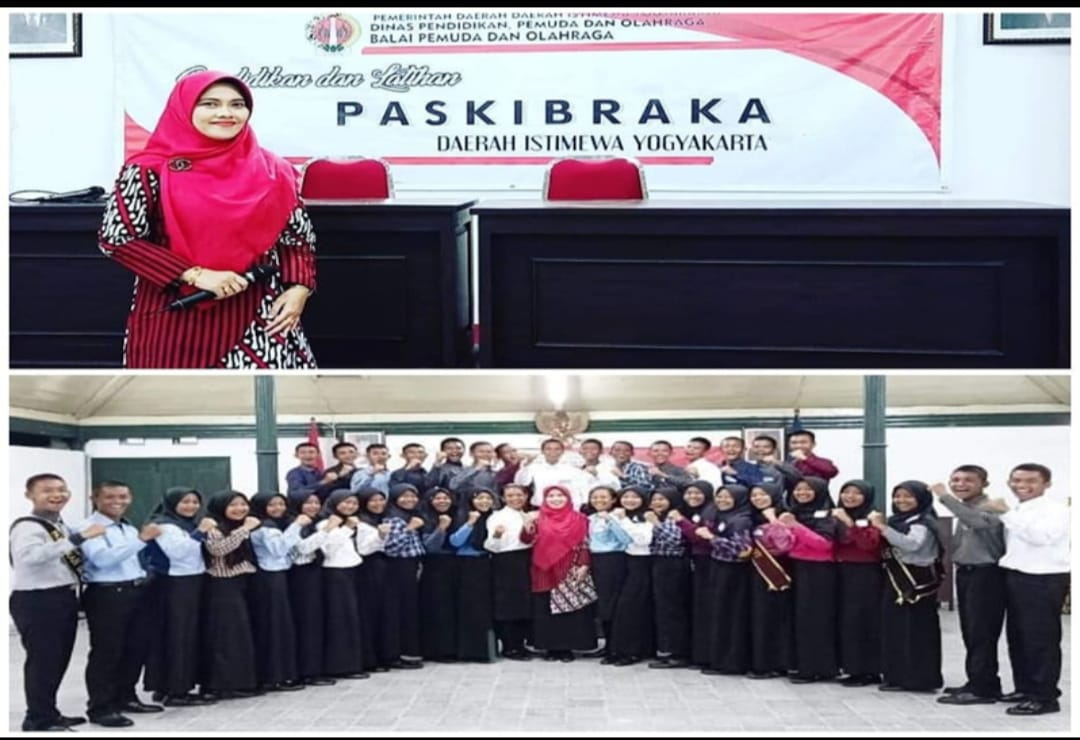 PEMERINTAH DAERAH DAERAH ISTIMEWA YOGYAKARTA
DINAS PENDIDIKAN, PEMUDA DAN OLAHRAGA
BALAI PEMUDA DAN OLAHRAGA
Pendidikan dan Latihan
PASKIBRAKA
DAERAH ISTIMEWA YOGYAKARTA